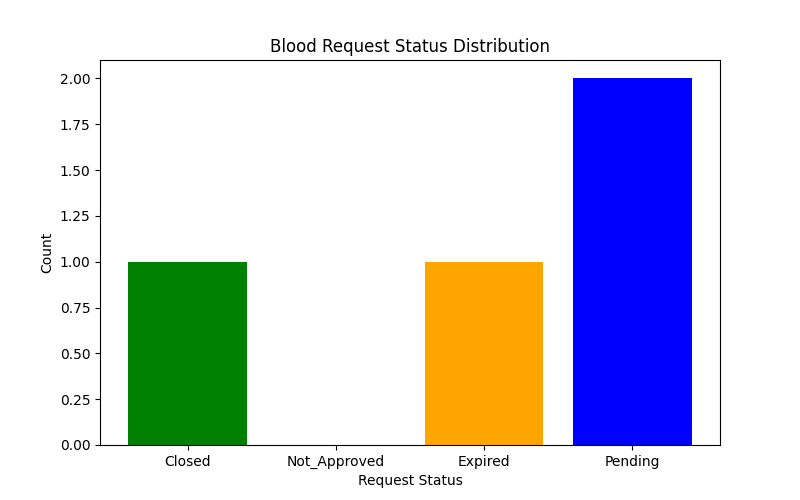 Blood Request Status Distribution
2.00
1.75
1.50
1.25
1.00
0.75
0.50
0.25
0.00
Count
Closed Not_Approved Expired Pending
Request Status